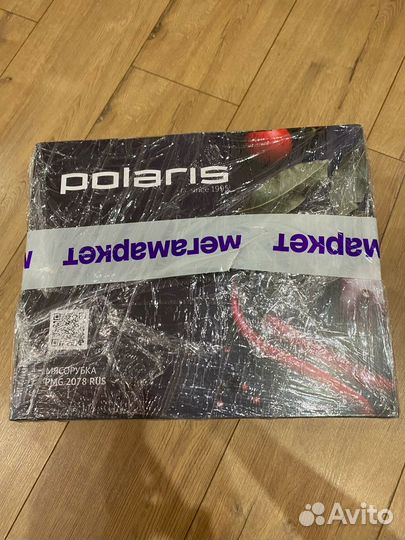 polaris
since 1992
мегамаркет мегамаркет
МЯСОРУБКА
PMG 2078 RUS
Avito